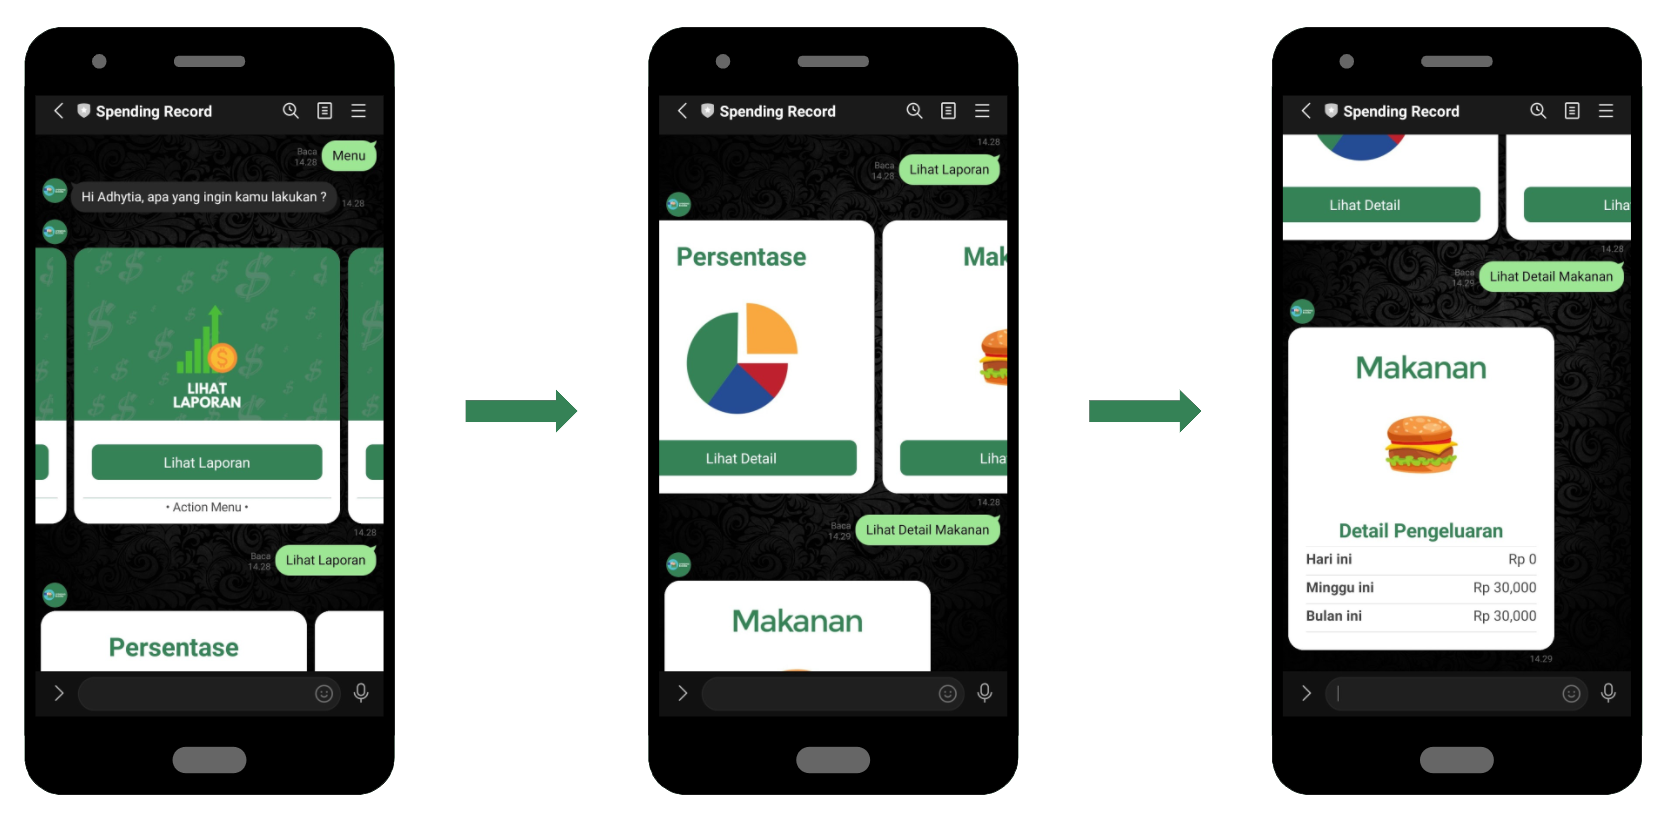 Spending Record
Baca
14.28
Menu
Hi Adhytia, apa yang ingin kamu lakukan ?
14.28
LIHAT
LAPORAN
Lihat Laporan
• Action Menu •
14.28
Baca
14.28
Lihat Laporan
Persentase
Spending Record
14.28
Baca
14.28
Lihat Laporan
Persentase
Mak
Lihat Detail
Liha
14.28
Baca
14.29
Lihat Detail Makanan
Makanan
Spending Record
Lihat Detail
Liha
14.28
Baca
14.29
Lihat Detail Makanan
Makanan
Detail Pengeluaran
Hari ini Rp 0
Minggu ini Rp 30,000
Bulan ini Rp 30,000
14.29